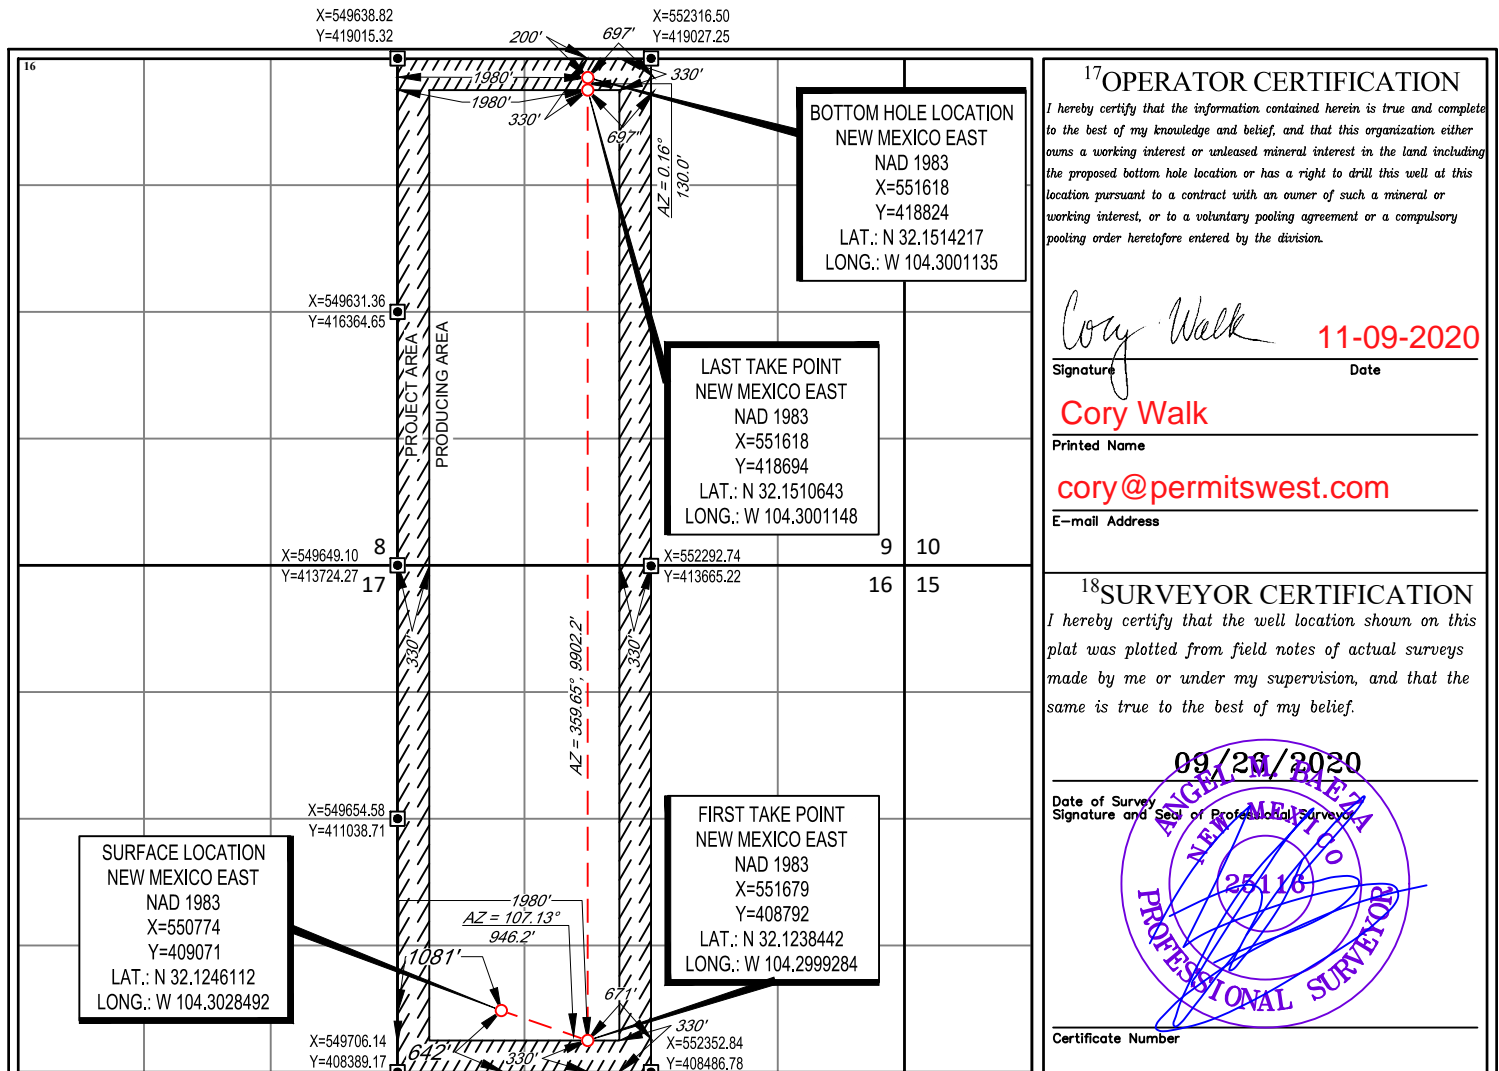 X=549638.82
Y=419015.32
X=552316.50
Y=419027.25
200'
697'
16
1980'
330'
1980'
330'
697'
AZ = 0.16°
130.0'
BOTTOM HOLE LOCATION
NEW MEXICO EAST
NAD 1983
X=551618
Y=418824
LAT.: N 32.1514217
LONG.: W 104.3001135
X=549631.36
Y=416364.65
PROJECT AREA
PRODUCING AREA
LAST TAKE POINT
NEW MEXICO EAST
NAD 1983
X=551618
Y=418694
LAT.: N 32.1510643
LONG.: W 104.3001148
X=549649.10
Y=413724.27
8
17
X=552292.74
Y=413665.22
9
10
16
15
330'
330'
AZ = 359.65°, 9902.2'
X=549654.58
Y=411038.71
SURFACE LOCATION
NEW MEXICO EAST
NAD 1983
X=550774
Y=409071
LAT.: N 32.1246112
LONG.: W 104.3028492
FIRST TAKE POINT
NEW MEXICO EAST
NAD 1983
X=551679
Y=408792
LAT.: N 32.1238442
LONG.: W 104.2999284
1980'
AZ = 107.13°
946.2'
1081'
671'
330'
X=549706.14
Y=408389.17
642'
330'
X=552352.84
Y=408486.78
17 OPERATOR CERTIFICATION
I hereby certify that the information contained herein is true and complete
to the best of my knowledge and belief, and that this organization either
owns a working interest or unleased mineral interest in the land including
the proposed bottom hole location or has a right to drill this well at this
location pursuant to a contract with an owner of such a mineral or
working interest, or to a voluntary pooling agreement or a compulsory
pooling order heretofore entered by the division.
Cory Walk
11-09-2020
Signature
Date
Cory Walk
Printed Name
cory@permitswest.com
E-mail Address
18 SURVEYOR CERTIFICATION
I hereby certify that the well location shown on this
plat was plotted from field notes of actual surveys
made by me or under my supervision, and that the
same is true to the best of my belief.
09/26/2020
Date of Survey
Signature and Seal of Professional Surveyor
ANGEL M. BAEZA
NEW MEXICO
25116
PROFESSIONAL SURVEYOR
Certificate Number